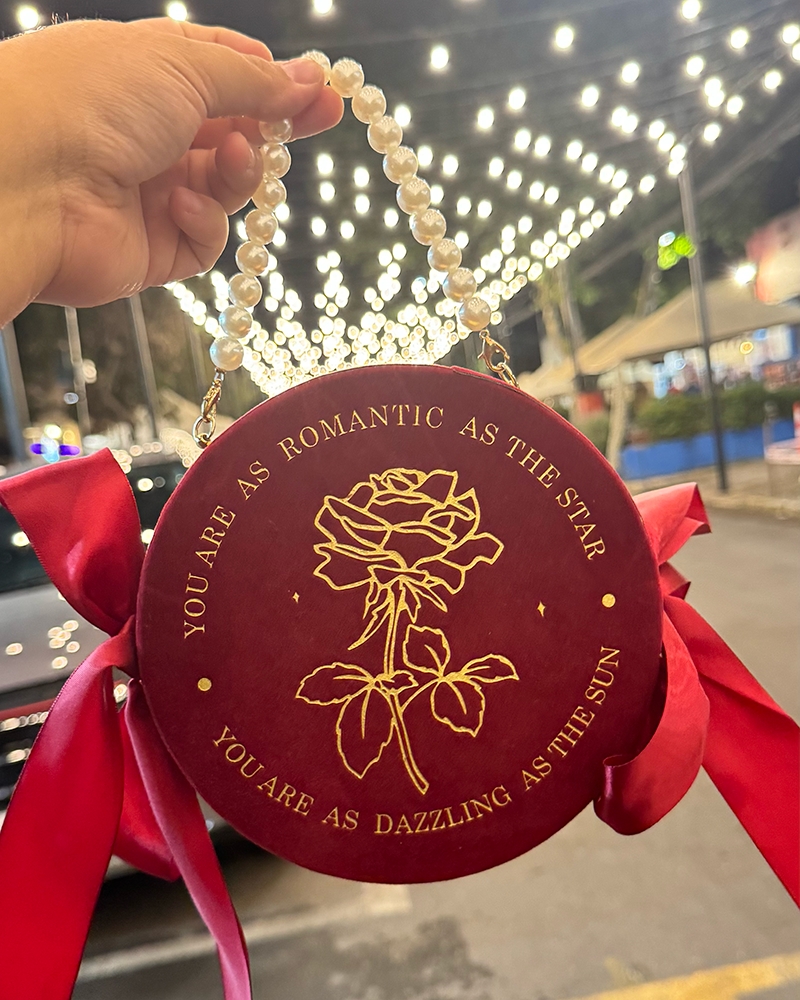 YOU ARE AS ROMANTIC AS THE STAR
YOU ARE AS DAZZLING AS THE SUN